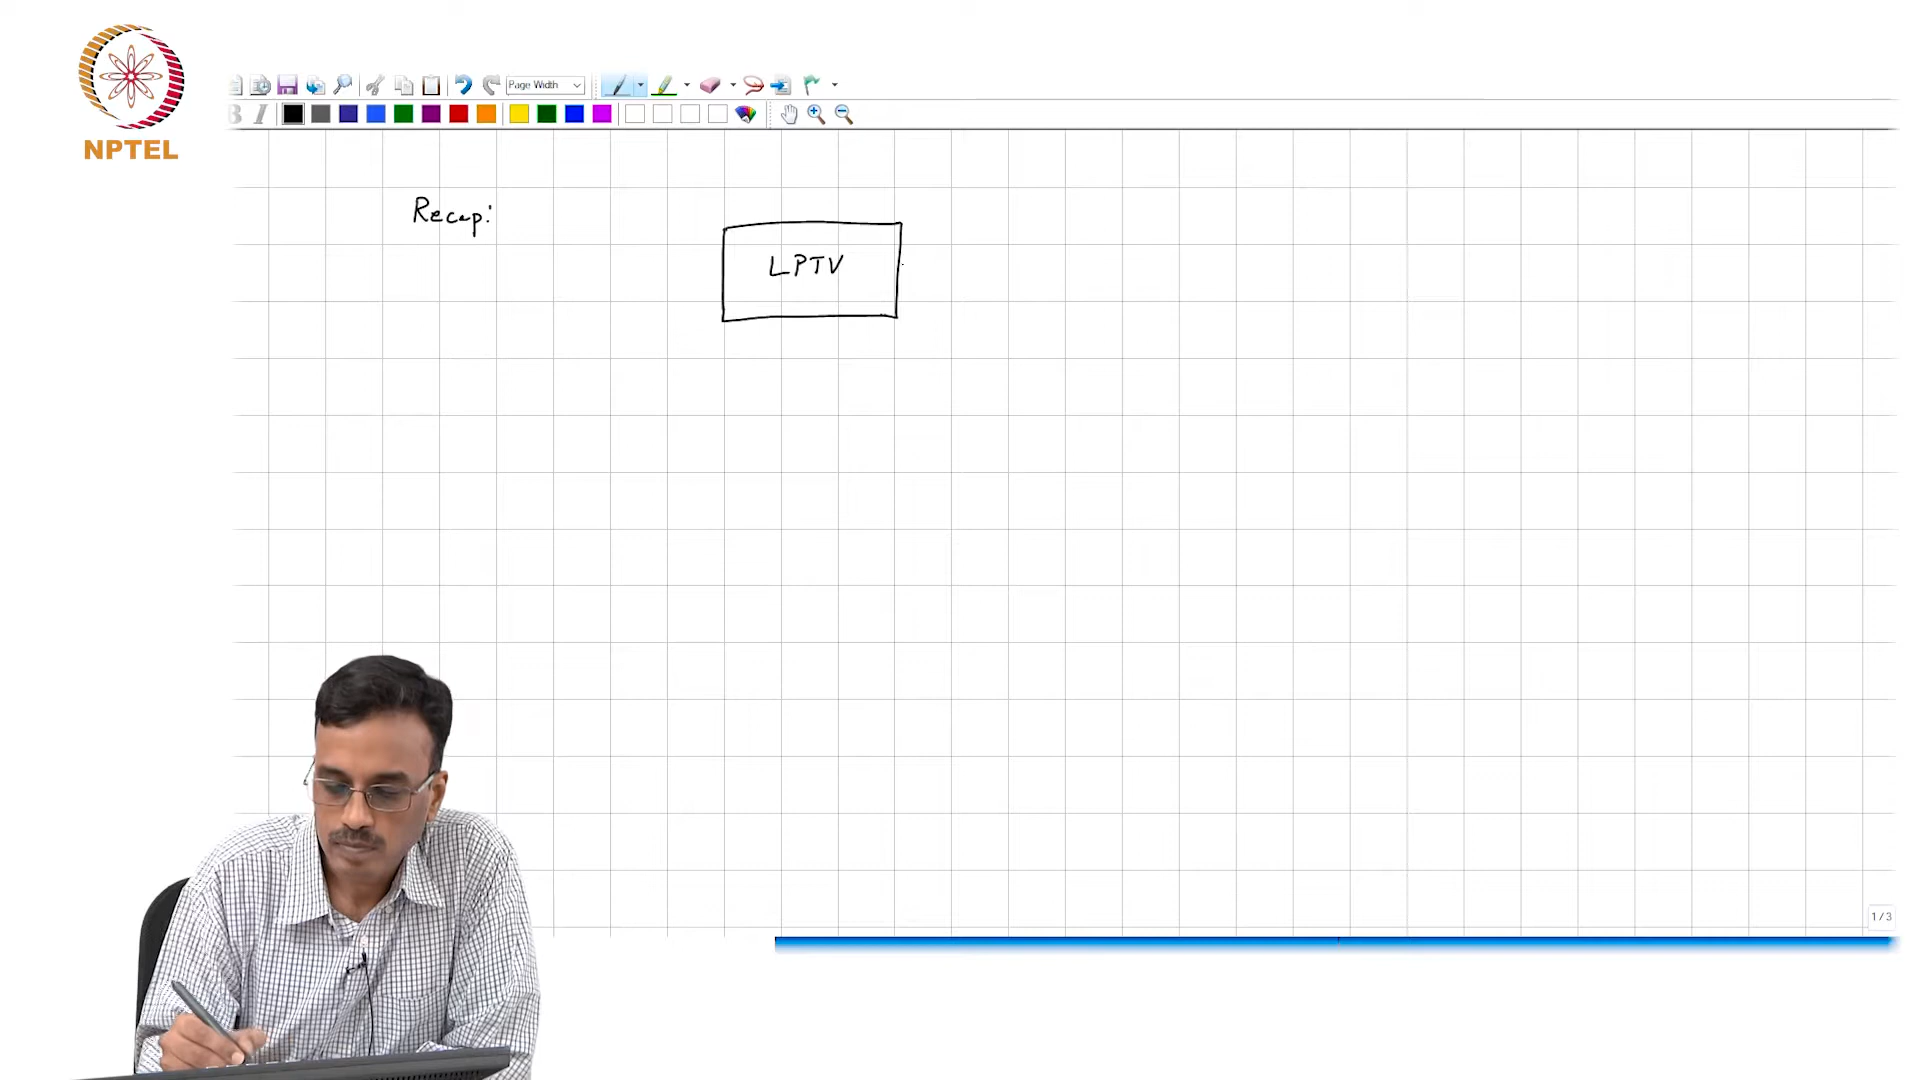 NPTEL
Page Width
B I
Recap:
LPTV
1/3